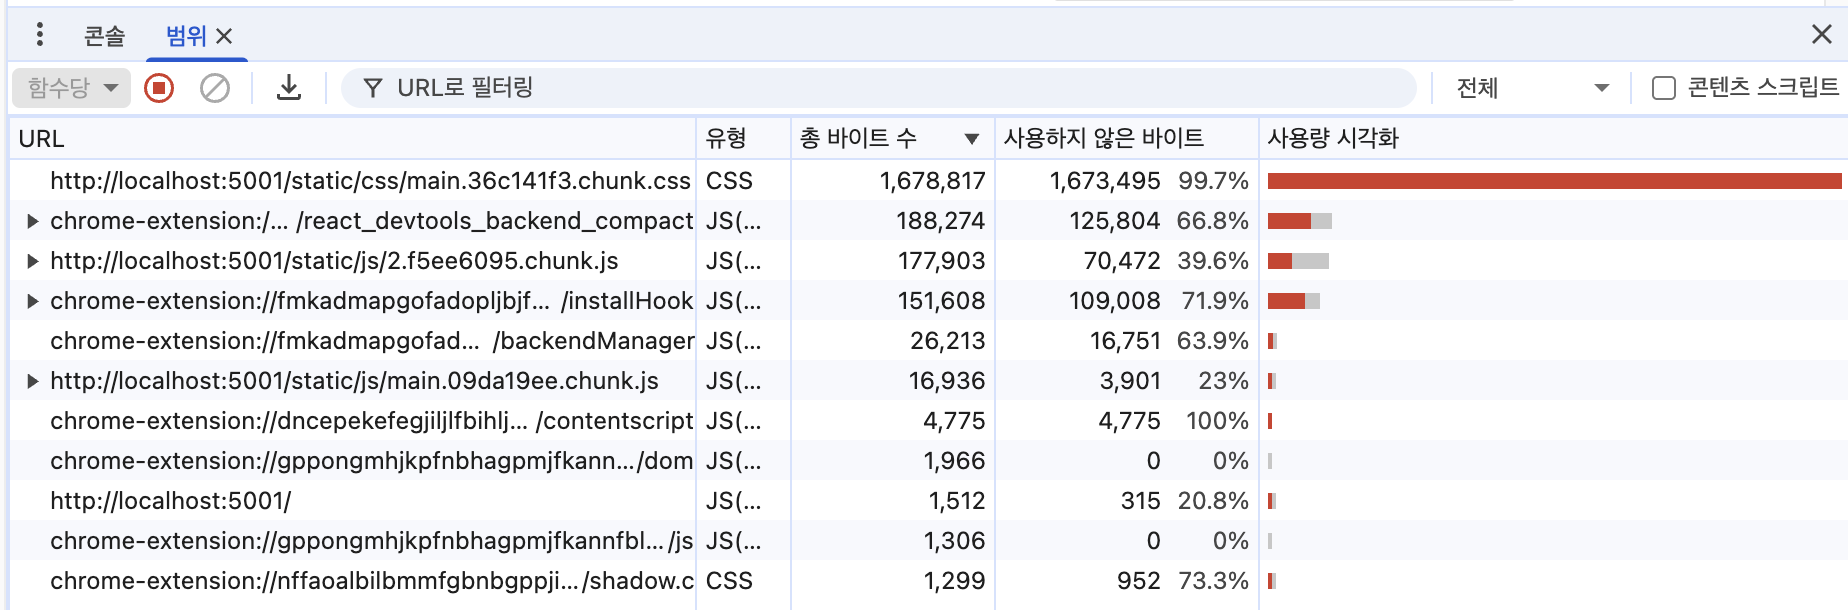 콘솔 범위
함수당 URL로 필터링 전체 콘텐츠 스크립트
URL 유형 총 바이트 수 ▼ 사용하지 않은 바이트 사용량 시각화
http://localhost:5001/static/css/main.36c141f3.chunk.css CSS 1,678,817 1,673,495 99.7%
chrome-extension:/… /react_devtools_backend_compact JS(… 188,274 125,804 66.8%
http://localhost:5001/static/js/2.f5ee6095.chunk.js JS(… 177,903 70,472 39.6%
chrome-extension://fmkadmapgofadopljbjf… /installHook JS(… 151,608 109,008 71.9%
chrome-extension://fmkadmapgofad… /backendManager JS(… 26,213 16,751 63.9%
http://localhost:5001/static/js/main.09da19ee.chunk.js JS(… 16,936 3,901 23%
chrome-extension://dncepekefegjiljlfbihlj… /contentscript JS(… 4,775 4,775 100%
chrome-extension://gppongmhjkpfnbhagpmjfkann…/dom JS(… 1,966 0 0%
http://localhost:5001/ JS(… 1,512 315 20.8%
chrome-extension://gppongmhjkpfnbhagpmjfkannfbl…/js JS(… 1,306 0 0%
chrome-extension://nffaoalbilbmmfgbnbgppji…/shadow.c CSS 1,299 952 73.3%